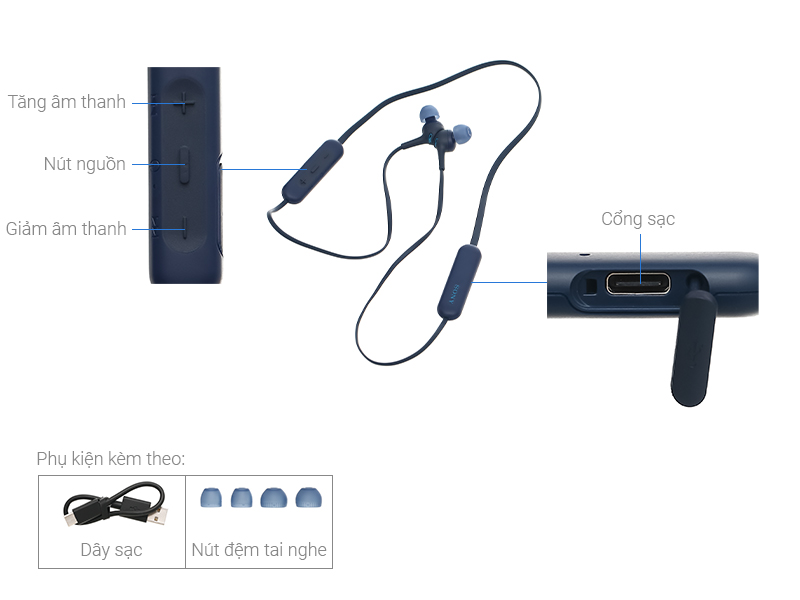 Tăng âm thanh
Nút nguồn
Giảm âm thanh
Cổng sạc
SONY
Phụ kiện kèm theo:
Dây sạc
Nút đệm tai nghe